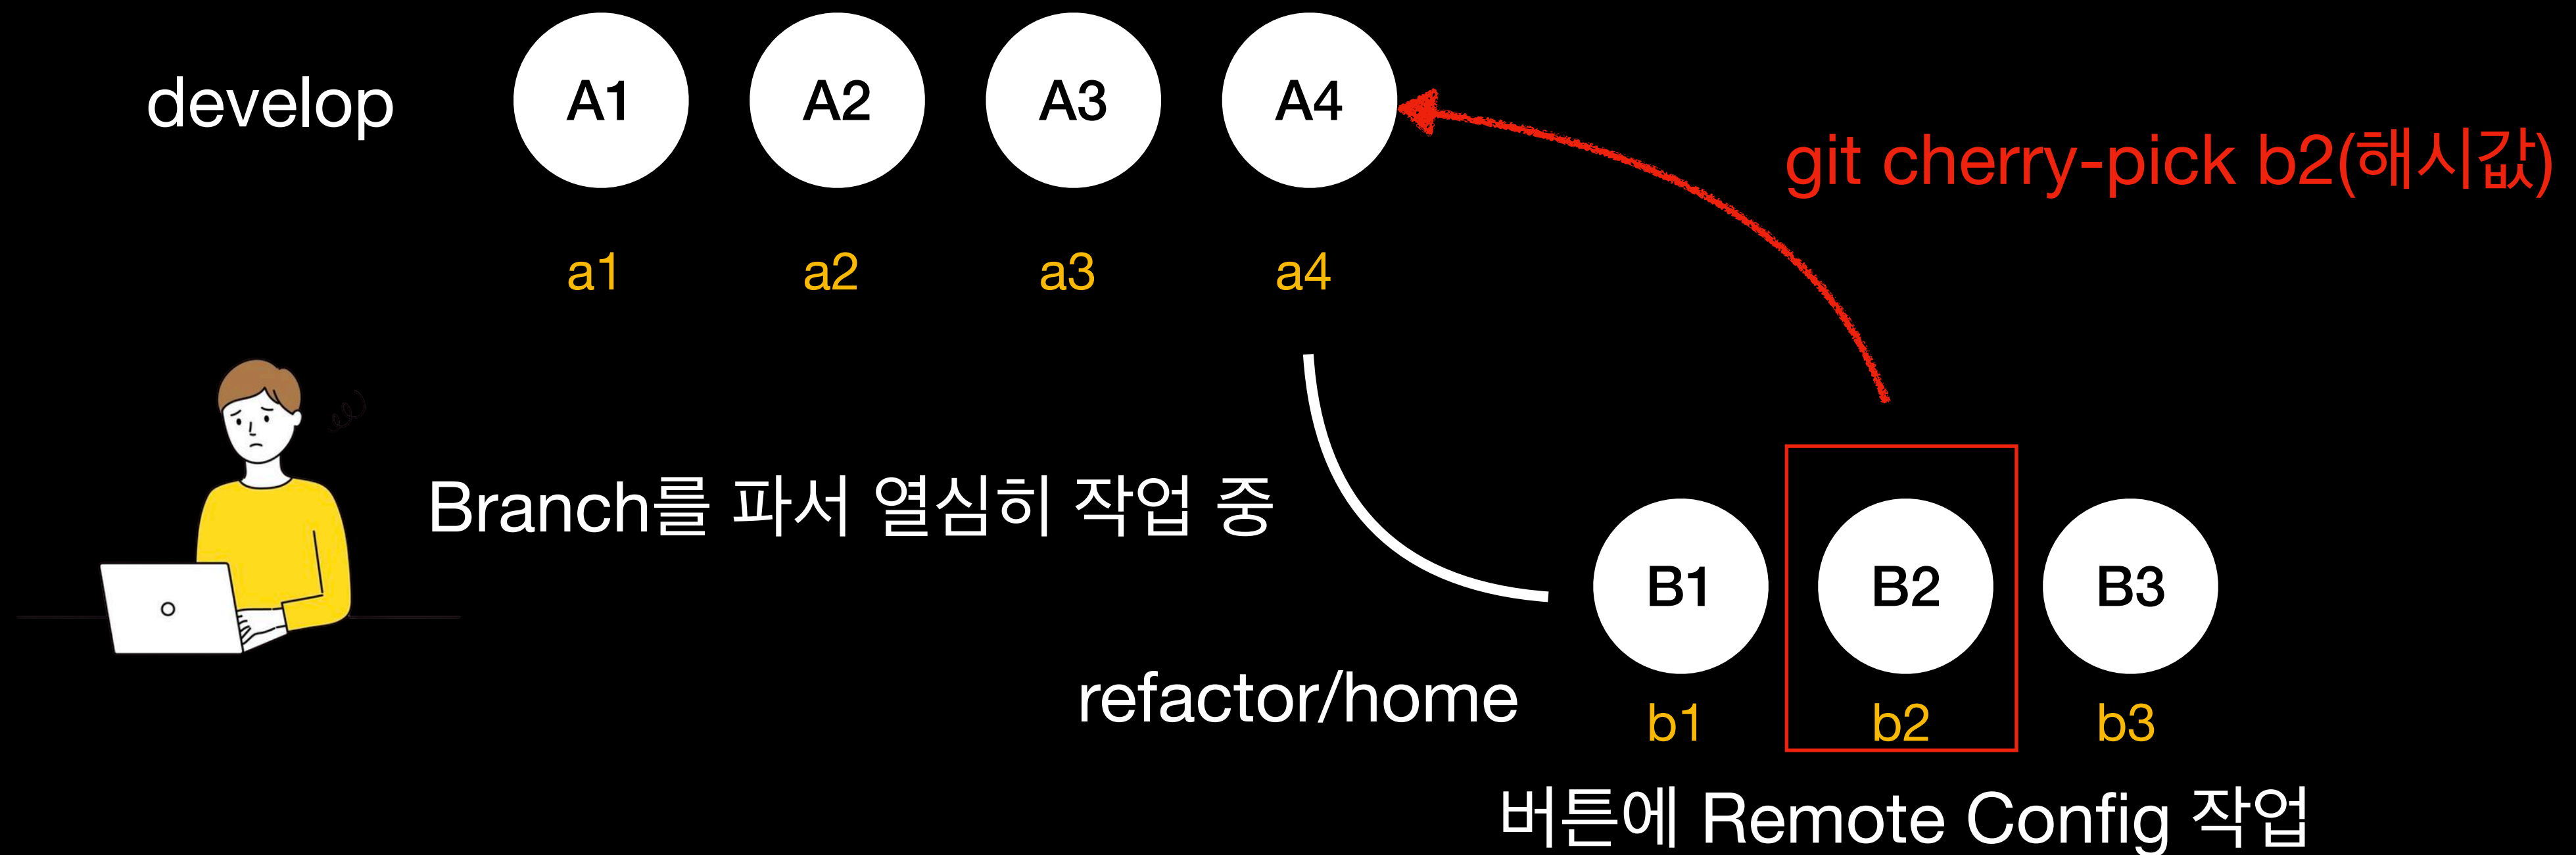 develop
A1 A2 A3 A4
git cherry-pick b2(해시값)
a1 a2 a3 a4
Branch를 파서 열심히 작업 중
B1 B2 B3
refactor/home
b1 b2 b3
버튼에 Remote Config 작업